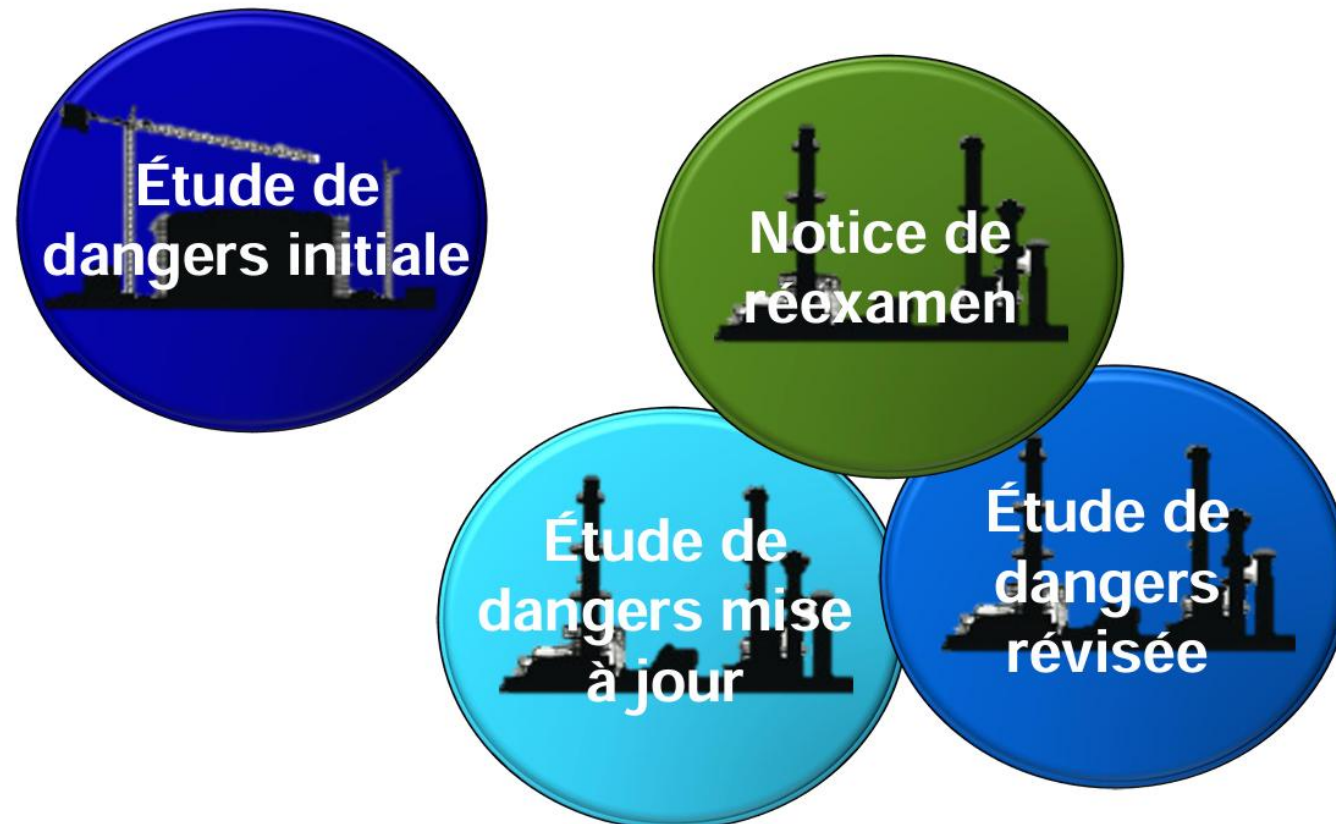 Étude de
dangers initiale
Notice de
réexamen
Étude de
dangers mise
à jour
Étude de
dangers
révisée